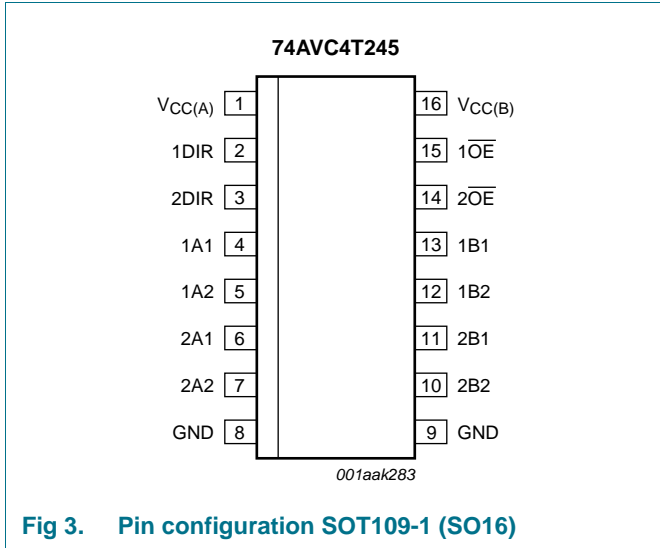 74AVC4T245
VCC(A) 1 16 VCC(B)
1DIR 2 15 1O̅E̅
2DIR 3 14 2O̅E̅
1A1 4 13 1B1
1A2 5 12 1B2
2A1 6 11 2B1
2A2 7 10 2B2
GND 8 9 GND
001aak283
Fig 3. Pin configuration SOT109-1 (SO16)